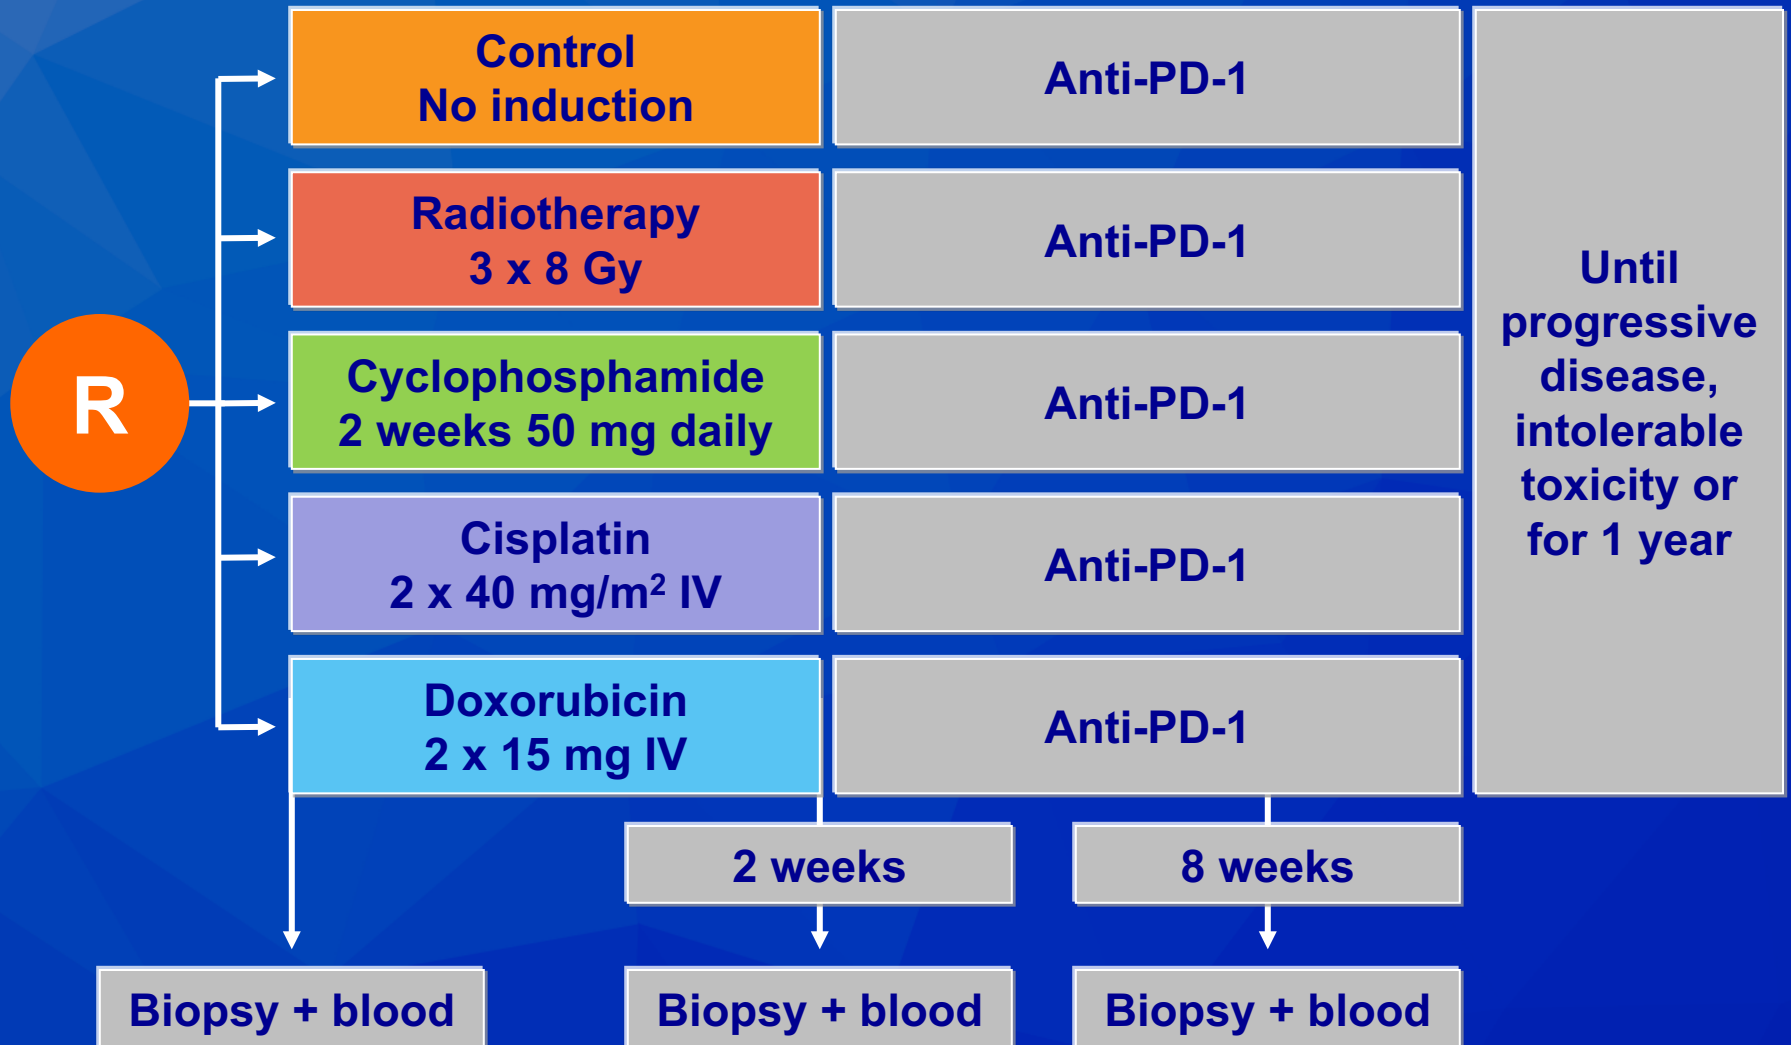 R
Control
No induction
Anti-PD-1
Radiotherapy
3 x 8 Gy
Anti-PD-1
Cyclophosphamide
2 weeks 50 mg daily
Anti-PD-1
Cisplatin
2 x 40 mg/m² IV
Anti-PD-1
Doxorubicin
2 x 15 mg IV
Anti-PD-1
Until
progressive
disease,
intolerable
toxicity or
for 1 year
2 weeks
8 weeks
Biopsy + blood
Biopsy + blood
Biopsy + blood